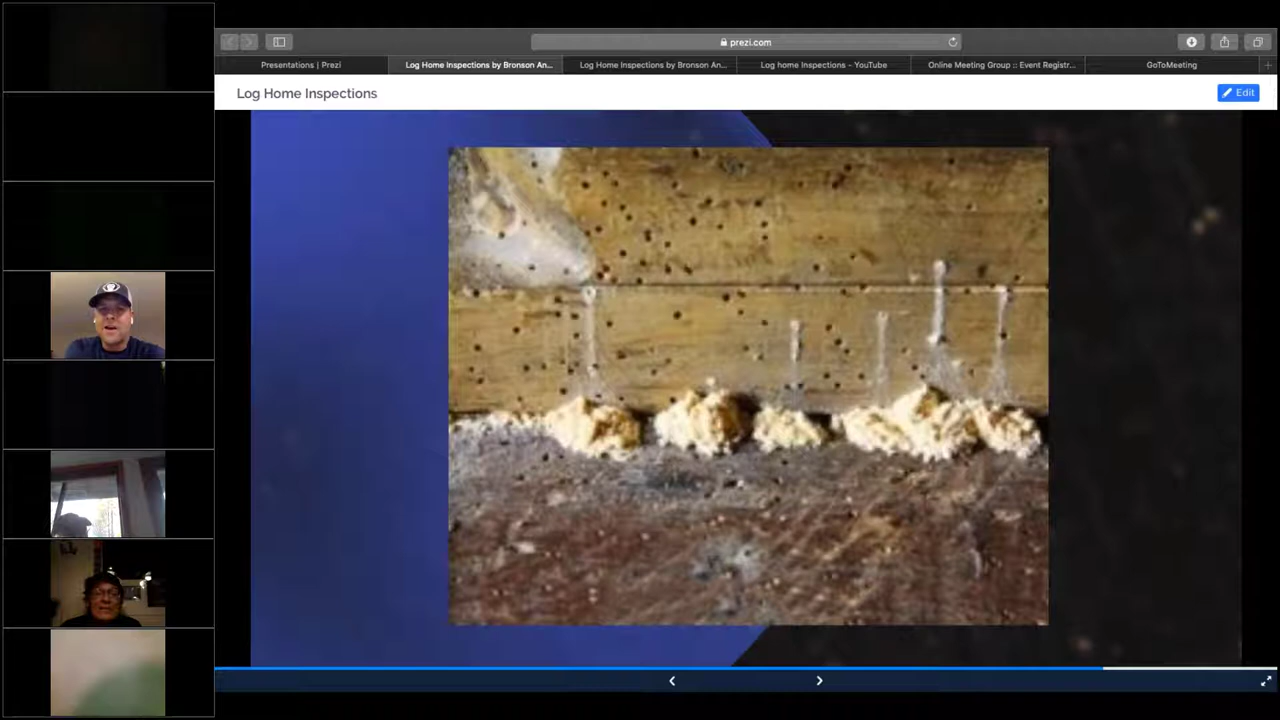 prezi.com
Presentations | Prezi
Log Home Inspections by Bronson An...
Log Home Inspections by Bronson An...
Log home Inspections – YouTube
Online Meeting Group :: Event Registr...
GoToMeeting
Log Home Inspections
Edit